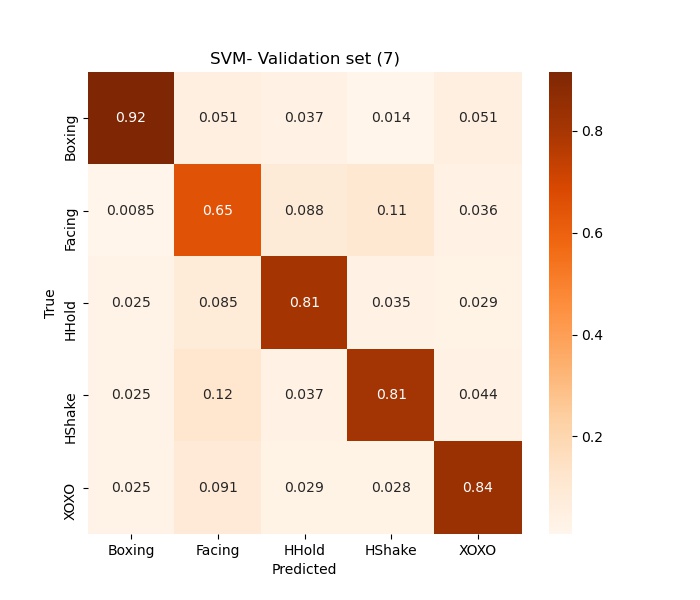 SVM- Validation set (7)
Boxing 0.92 0.051 0.037 0.014 0.051
Facing 0.0085 0.65 0.088 0.11 0.036
HHold 0.025 0.085 0.81 0.035 0.029
HShake 0.025 0.12 0.037 0.81 0.044
XOXO 0.025 0.091 0.029 0.028 0.84
True
Boxing Facing HHold HShake XOXO
Predicted
0.8
0.6
0.4
0.2